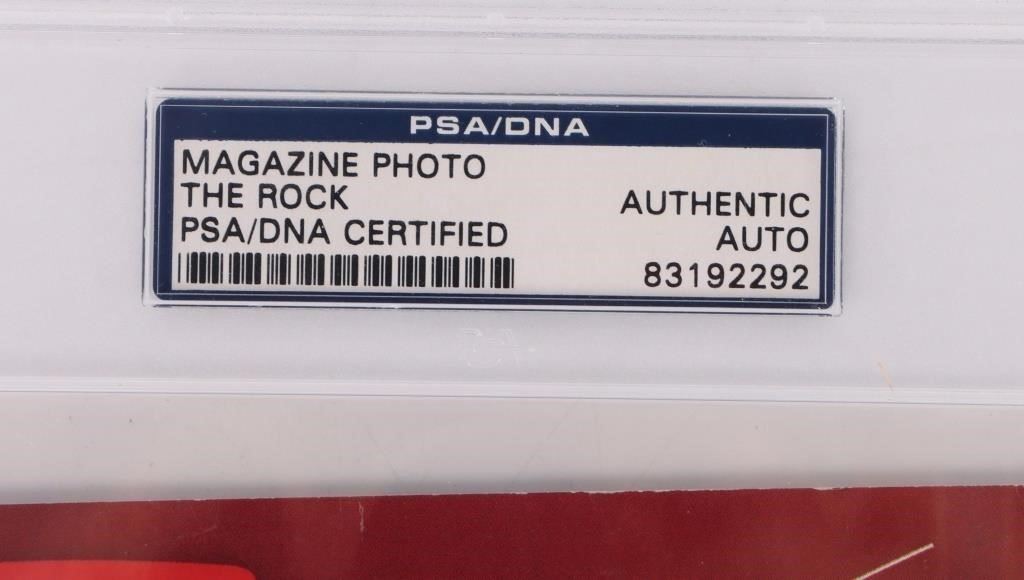 PSA/DNA
MAGAZINE PHOTO
THE ROCK
PSA/DNA CERTIFIED
AUTHENTIC
AUTO
83192292